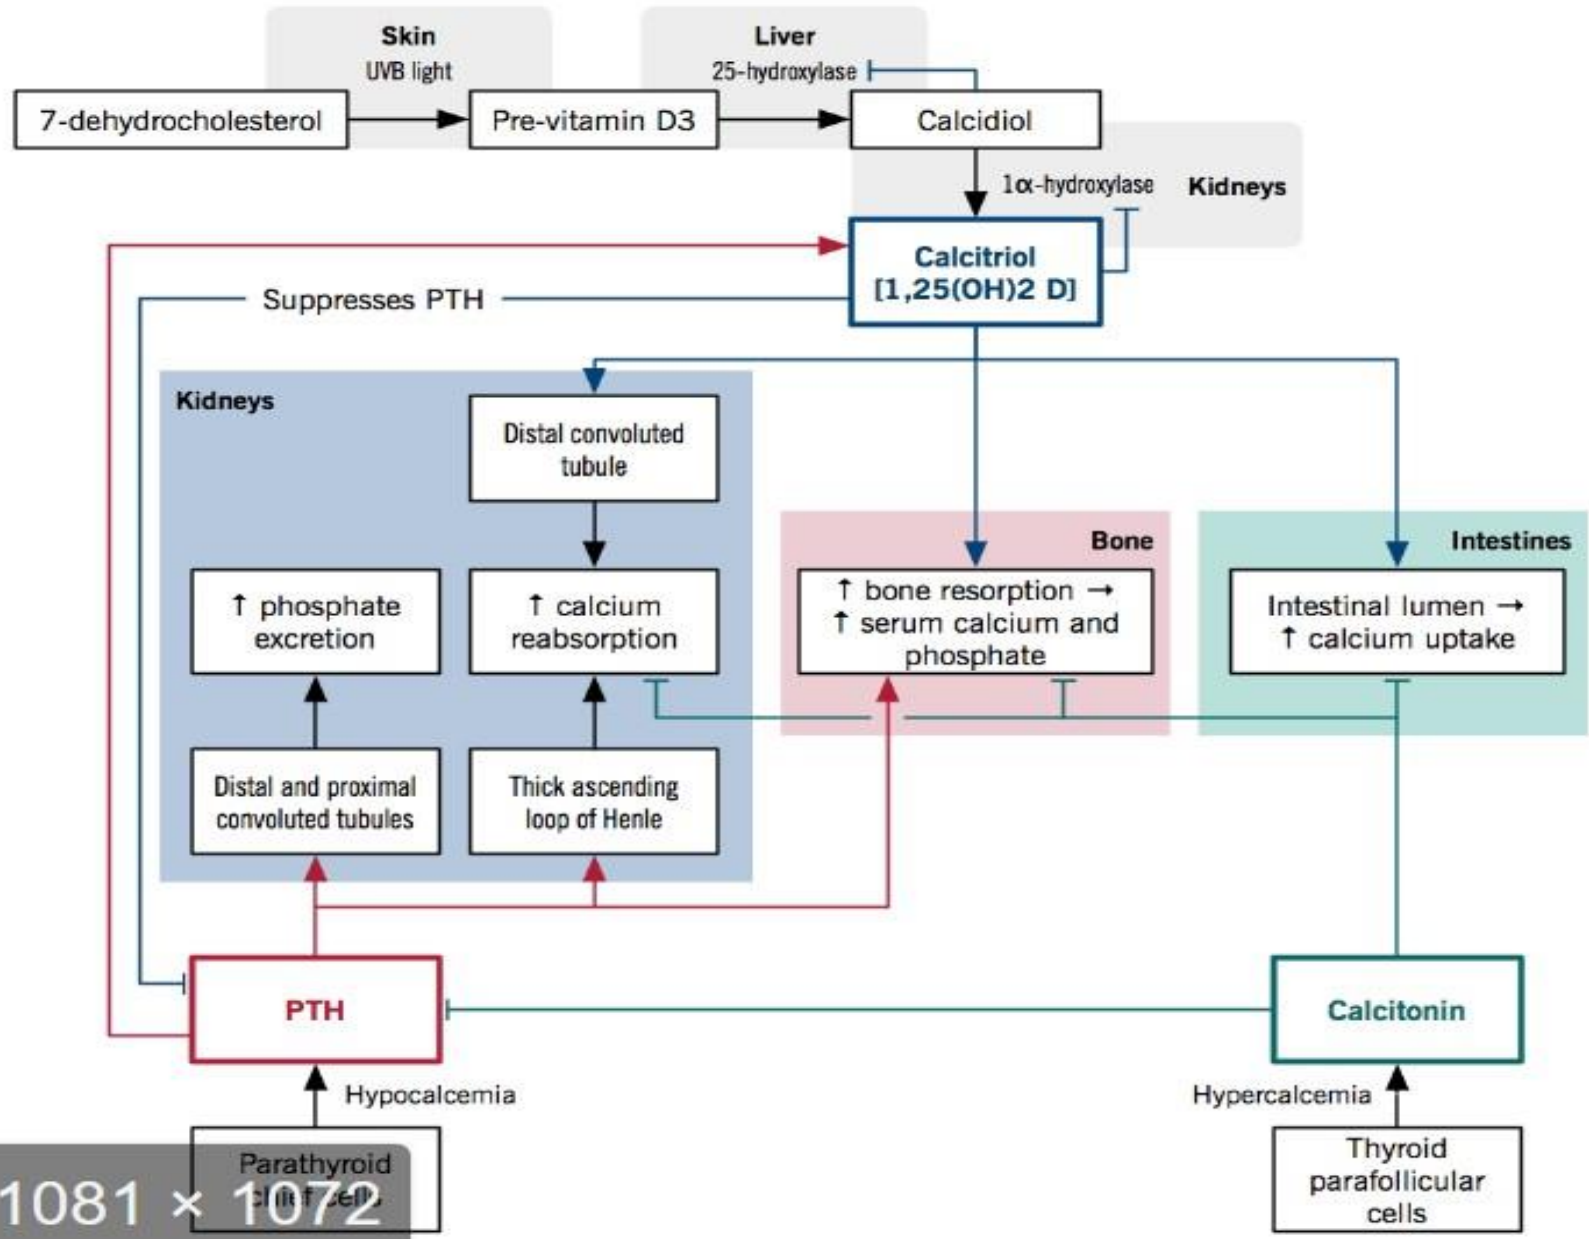 Skin
UVB light
Liver
25-hydroxylase
7-dehydrocholesterol
Pre-vitamin D3
Calcidiol
1α-hydroxylase
Kidneys
Calcitriol
[1,25(OH)2 D]
Suppresses PTH
Kidneys
Distal convoluted
tubule
Bone
Intestines
↑ phosphate
excretion
↑ calcium
reabsorption
↑ bone resorption →
↑ serum calcium and
phosphate
Intestinal lumen →
↑ calcium uptake
Distal and proximal
convoluted tubules
Thick ascending
loop of Henle
PTH
Calcitonin
Hypocalcemia
Hypercalcemia
Parathyroid
chief cells
Thyroid
parafollicular
cells
1081 × 1072